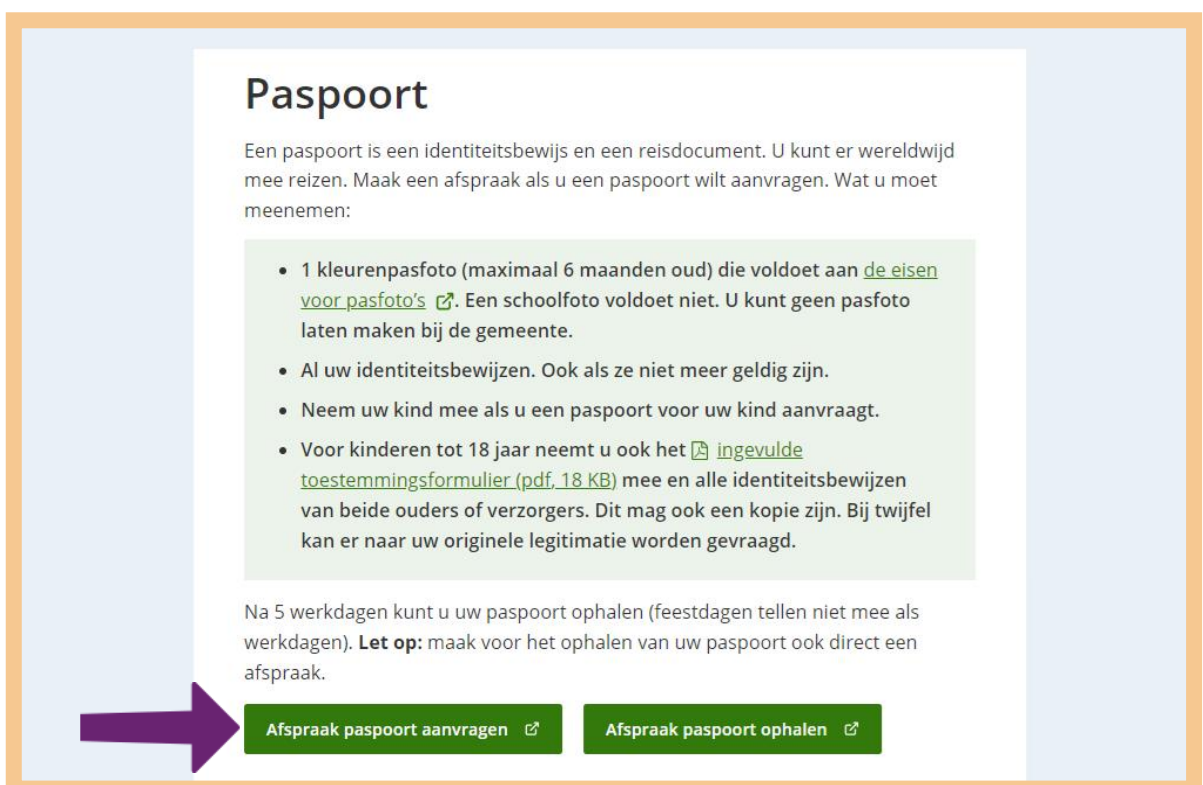 Paspoort
Een paspoort is een identiteitsbewijs en een reisdocument. U kunt er wereldwijd
mee reizen. Maak een afspraak als u een paspoort wilt aanvragen. Wat u moet
meenemen:
• 1 kleurenpasfoto (maximaal 6 maanden oud) die voldoet aan de eisen
voor pasfoto's. Een schoolfoto voldoet niet. U kunt geen pasfoto
laten maken bij de gemeente.
• Al uw identiteitsbewijzen. Ook als ze niet meer geldig zijn.
• Neem uw kind mee als u een paspoort voor uw kind aanvraagt.
• Voor kinderen tot 18 jaar neemt u ook het ingevulde
toestemmingsformulier (pdf, 18 KB) mee en alle identiteitsbewijzen
van beide ouders of verzorgers. Dit mag ook een kopie zijn. Bij twijfel
kan er naar uw originele legitimatie worden gevraagd.
Na 5 werkdagen kunt u uw paspoort ophalen (feestdagen tellen niet mee als
werkdagen). Let op: maak voor het ophalen van uw paspoort ook direct een
afspraak.
Afspraak paspoort aanvragen
Afspraak paspoort ophalen